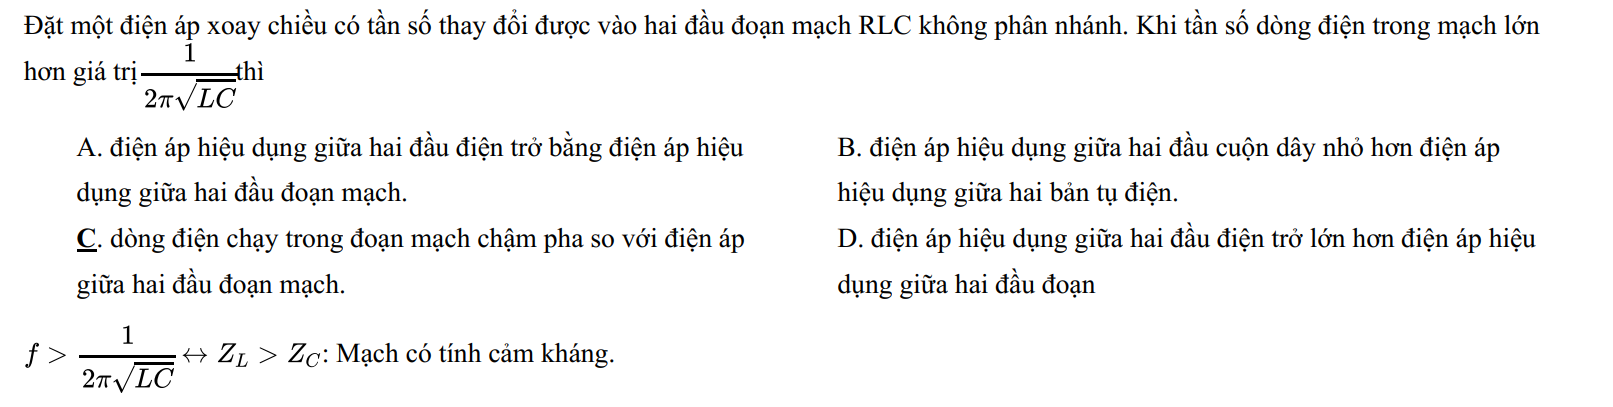 Đặt một điện áp xoay chiều có tần số thay đổi được vào hai đầu đoạn mạch RLC không phân nhánh. Khi tần số dòng điện trong mạch lớn
hơn giá trị $\frac{1}{2\pi\sqrt{LC}}$ thì
A. điện áp hiệu dụng giữa hai đầu điện trở bằng điện áp hiệu
dụng giữa hai đầu đoạn mạch.
B. điện áp hiệu dụng giữa hai đầu cuộn dây nhỏ hơn điện áp
hiệu dụng giữa hai bản tụ điện.
C. dòng điện chạy trong đoạn mạch chậm pha so với điện áp
giữa hai đầu đoạn mạch.
D. điện áp hiệu dụng giữa hai đầu điện trở lớn hơn điện áp hiệu
dụng giữa hai đầu đoạn
$f > \frac{1}{2\pi\sqrt{LC}} \leftrightarrow Z_L > Z_C$: Mạch có tính cảm kháng.